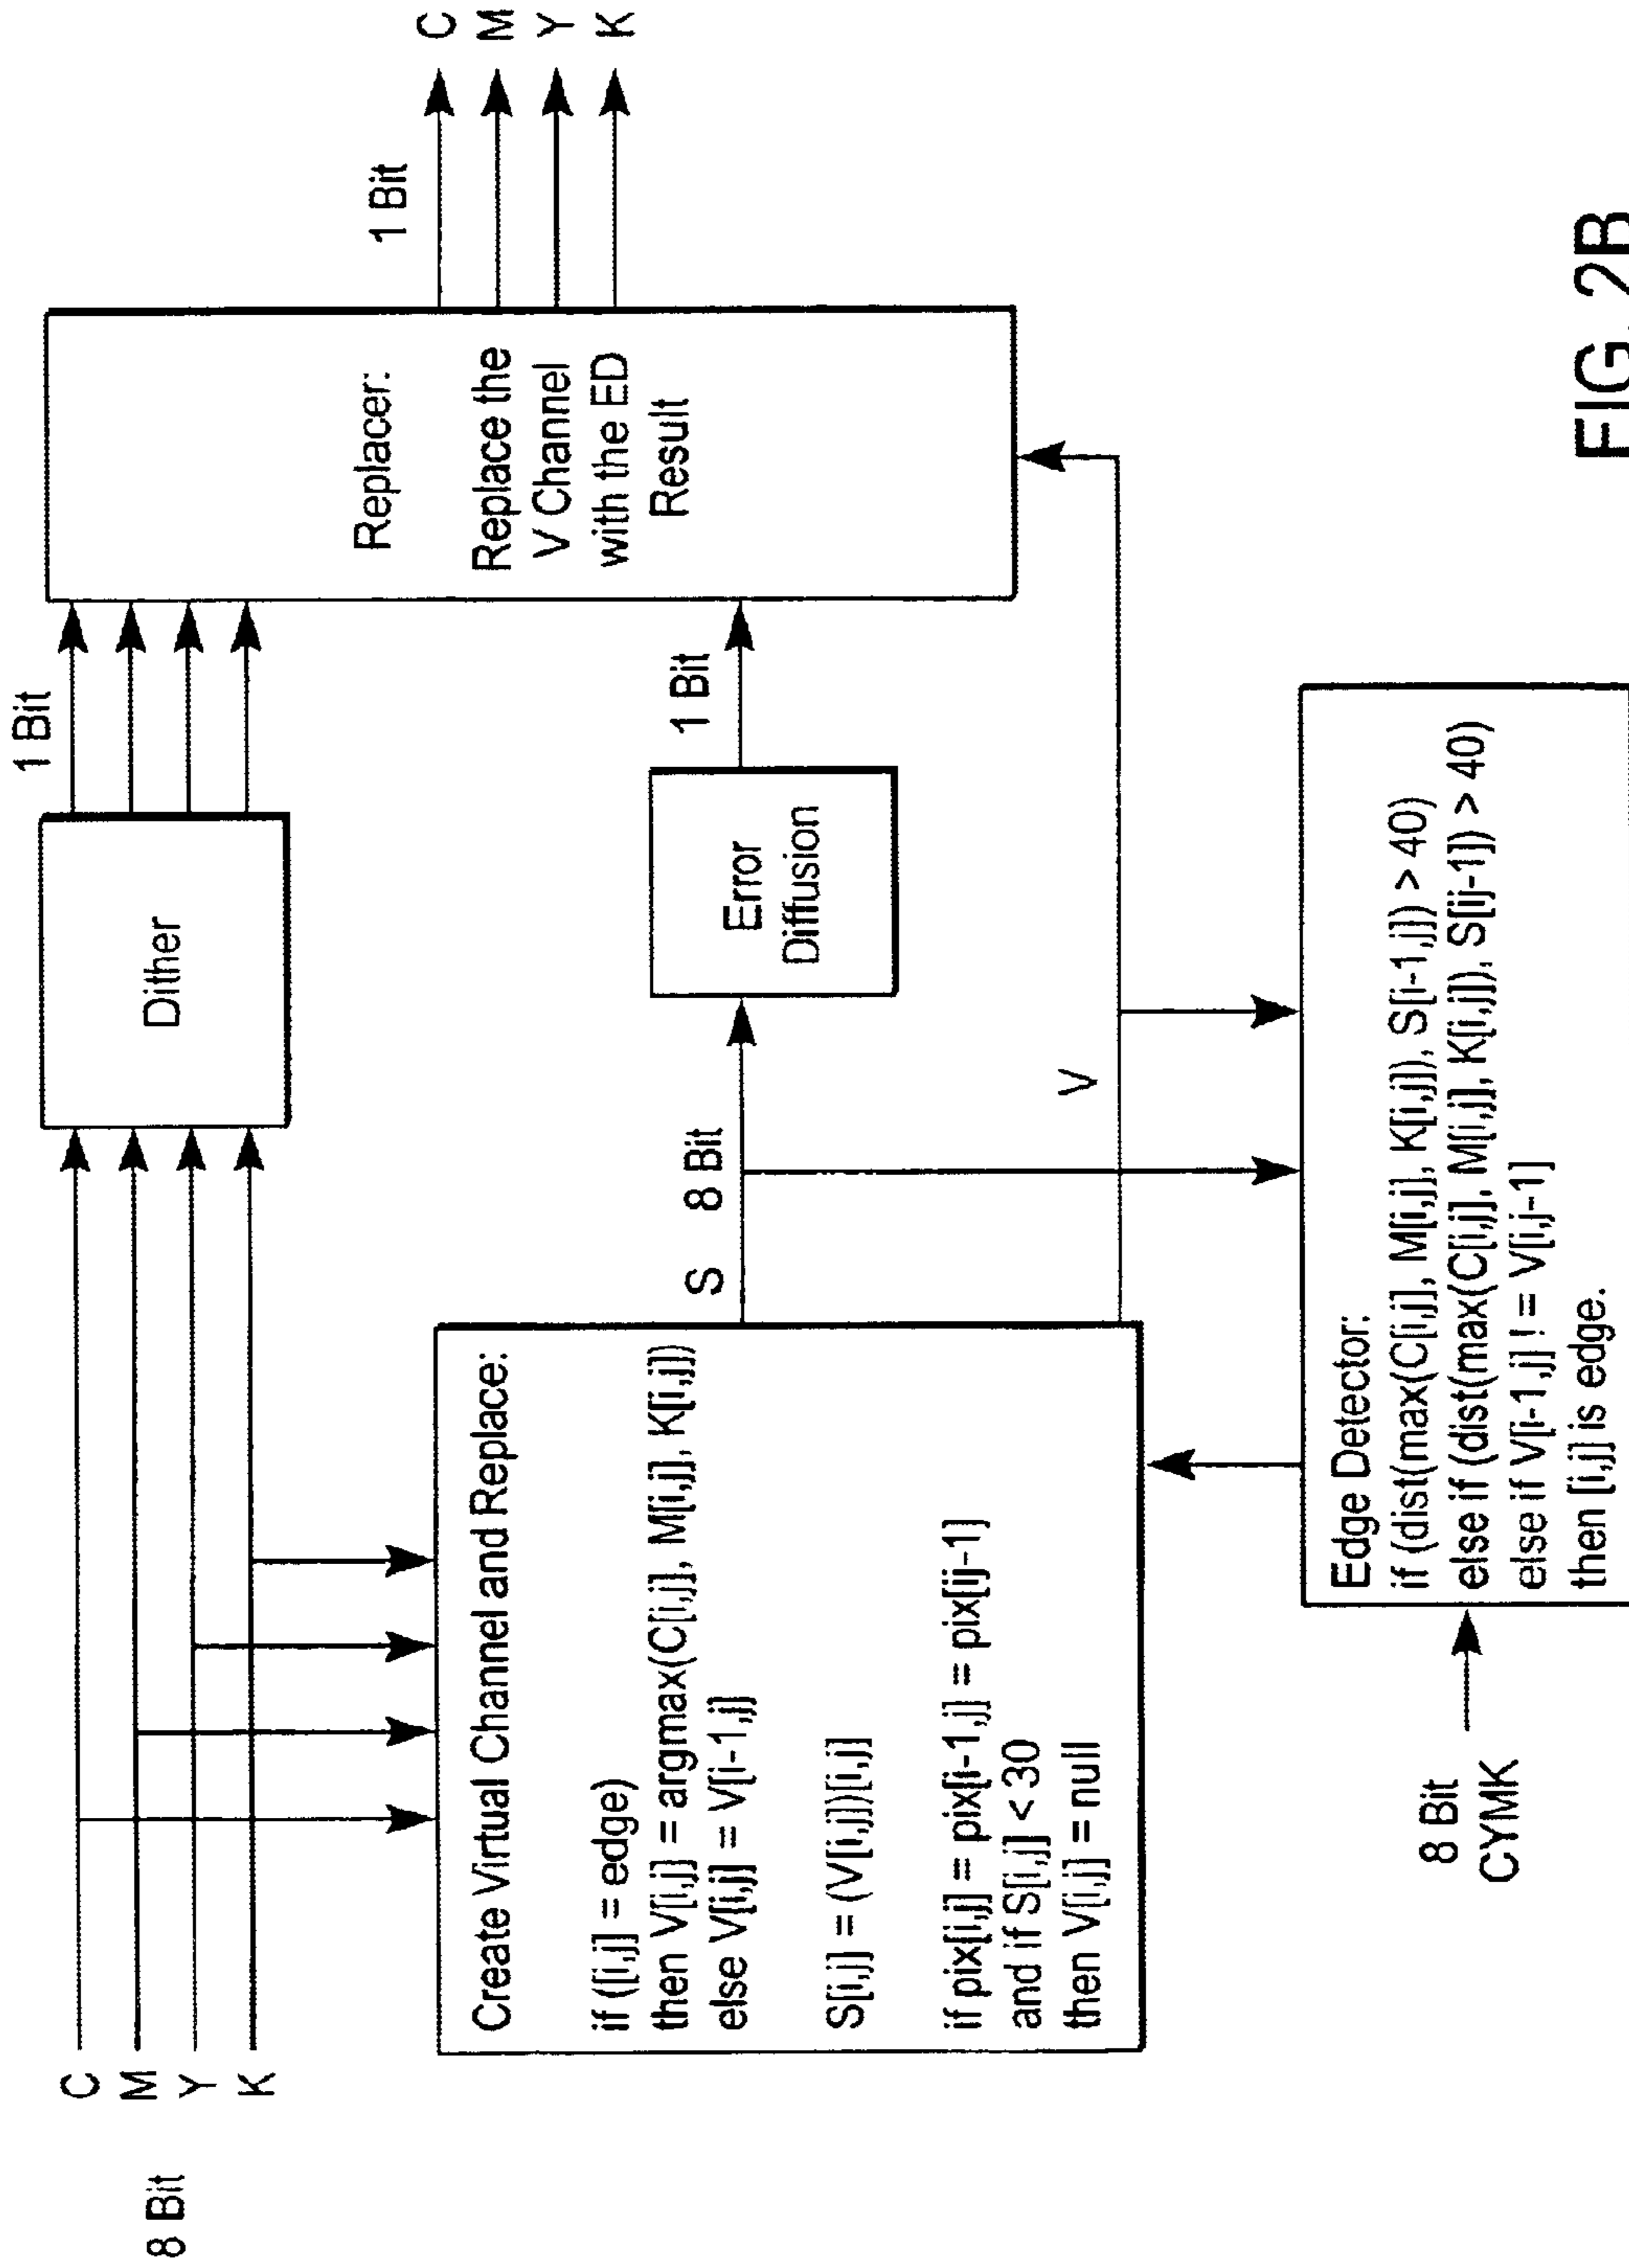 8 Bit
C
M
Y
K
Dither
1 Bit
Create Virtual Channel and Replace:
if ([i,j] = edge)
then V[i,j] = argmax(C[i,j], M[i,j], K[i,j])
else V[i,j] = V[i-1,j]
S[i,j] = (V[i,j])[i,j]
if pix[i,j] = pix[i-1,j] = pix[ij-1]
and if S[i,j] < 30
then V[i,j] = null
S 8 Bit
Error
Diffusion
1 Bit
V
Replacer:
Replace the
V Channel
with the ED
Result
1 Bit
C
M
Y
K
8 Bit
CYMK
Edge Detector:
if (dist(max(C[i,j], M[i,j], K[i,j]), S[i-1,j]) > 40)
else if (dist(max(C[i,j], M[i,j], K[i,j]), S[ij-1]) > 40)
else if V[i-1,j] ! = V[i,j-1]
then [i,j] is edge.
FIG. 2B